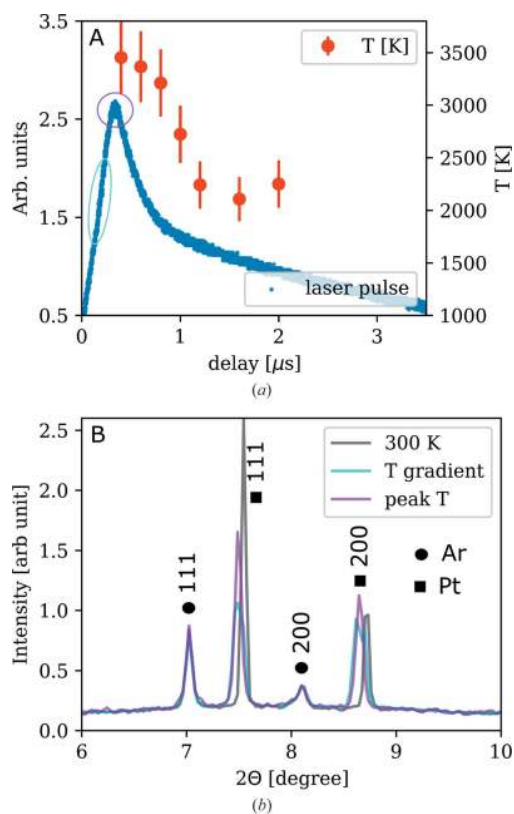 A
T [K]
3.5
2.5
1.5
0.5
Arb. units
3500
3000
2500
2000
1500
1000
T [K]
laser pulse
0
1
2
3
delay [μs]
(a)
B
2.5
2.0
1.5
1.0
0.5
0.0
Intensity [arb unit]
300 K
T gradient
peak T
111
111
200
200
Ar
Pt
6
7
8
9
10
2Θ [degree]
(b)